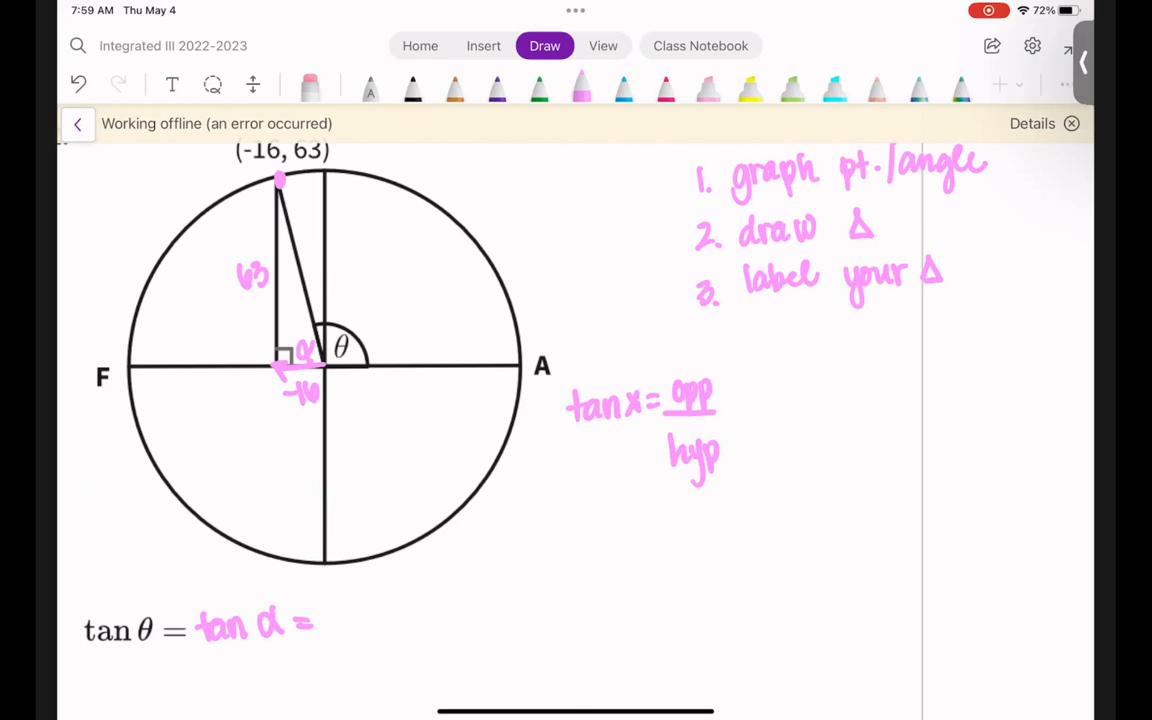 7:59 AM Thu May 4
72%
Integrated III 2022-2023
Home Insert Draw View Class Notebook
T
A
Working offline (an error occurred)
Details
(-16, 63)
1. graph pt./angle
2. draw Δ
3. label your Δ
63
α
θ
F
A
-16
tan x = opp
hyp
tan θ = tan α =